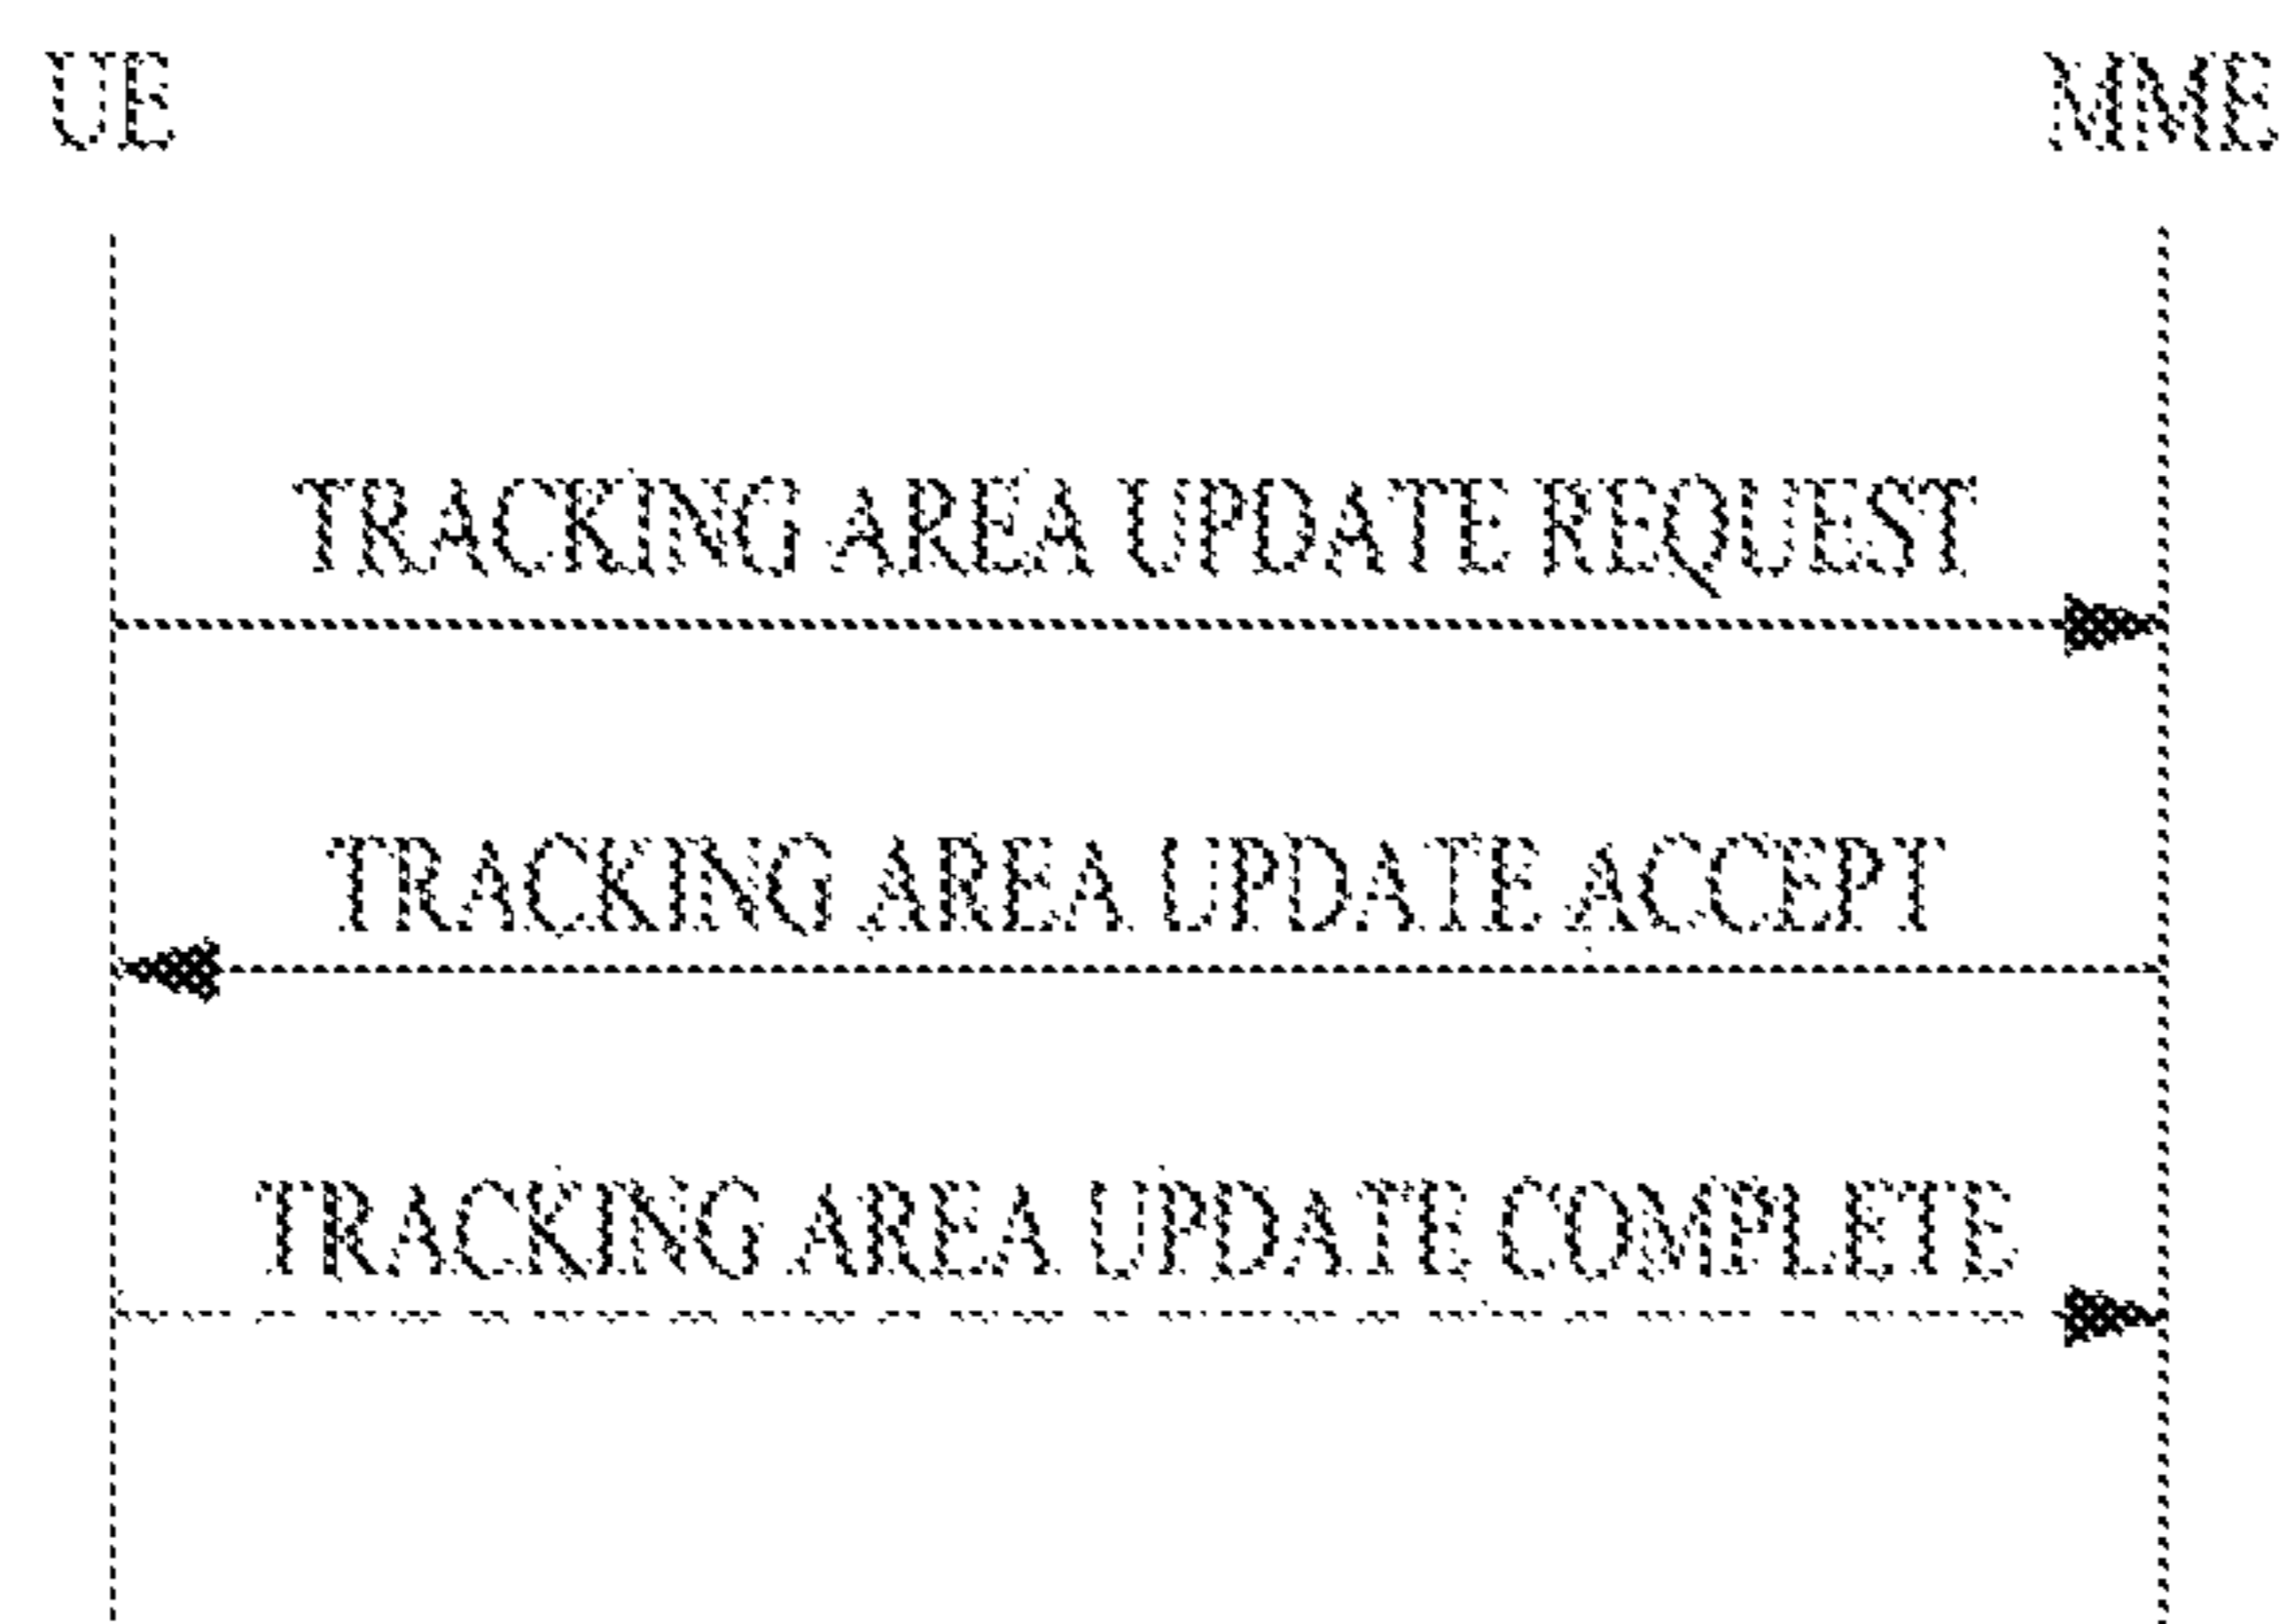 UE
MME
TRACKING AREA UPDATE REQUEST
TRACKING AREA UPDATE ACCEPT
TRACKING AREA UPDATE COMPLETE